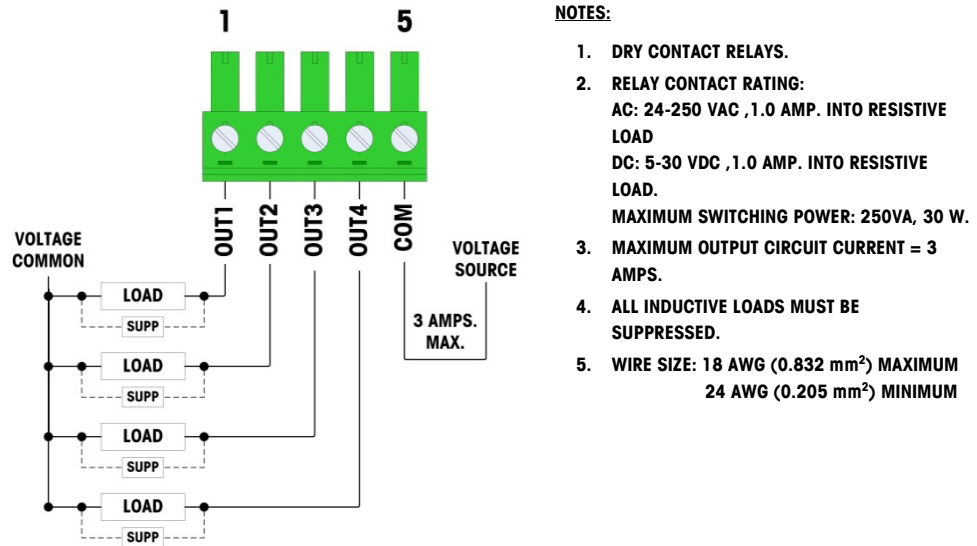 1 5
OUT1 OUT2 OUT3 OUT4 COM
VOLTAGE
COMMON
VOLTAGE
SOURCE
3 AMPS.
MAX.
LOAD
SUPP
LOAD
SUPP
LOAD
SUPP
LOAD
SUPP
NOTES:
1. DRY CONTACT RELAYS.
2. RELAY CONTACT RATING:
AC: 24-250 VAC ,1.0 AMP. INTO RESISTIVE
LOAD
DC: 5-30 VDC ,1.0 AMP. INTO RESISTIVE
LOAD.
MAXIMUM SWITCHING POWER: 250VA, 30 W.
3. MAXIMUM OUTPUT CIRCUIT CURRENT = 3
AMPS.
4. ALL INDUCTIVE LOADS MUST BE
SUPPRESSED.
5. WIRE SIZE: 18 AWG (0.832 mm²) MAXIMUM
24 AWG (0.205 mm²) MINIMUM